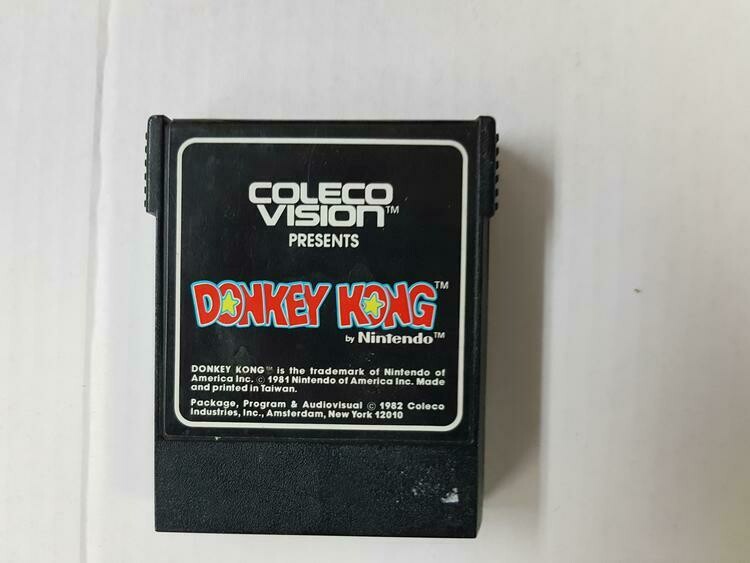 COLECO
VISION™
PRESENTS
DONKEY KONG™
by Nintendo™
DONKEY KONG™ is the trademark of Nintendo of
America Inc. © 1981 Nintendo of America Inc. Made
and printed in Taiwan.
Package, Program & Audiovisual © 1982 Coleco
Industries, Inc., Amsterdam, New York 12010